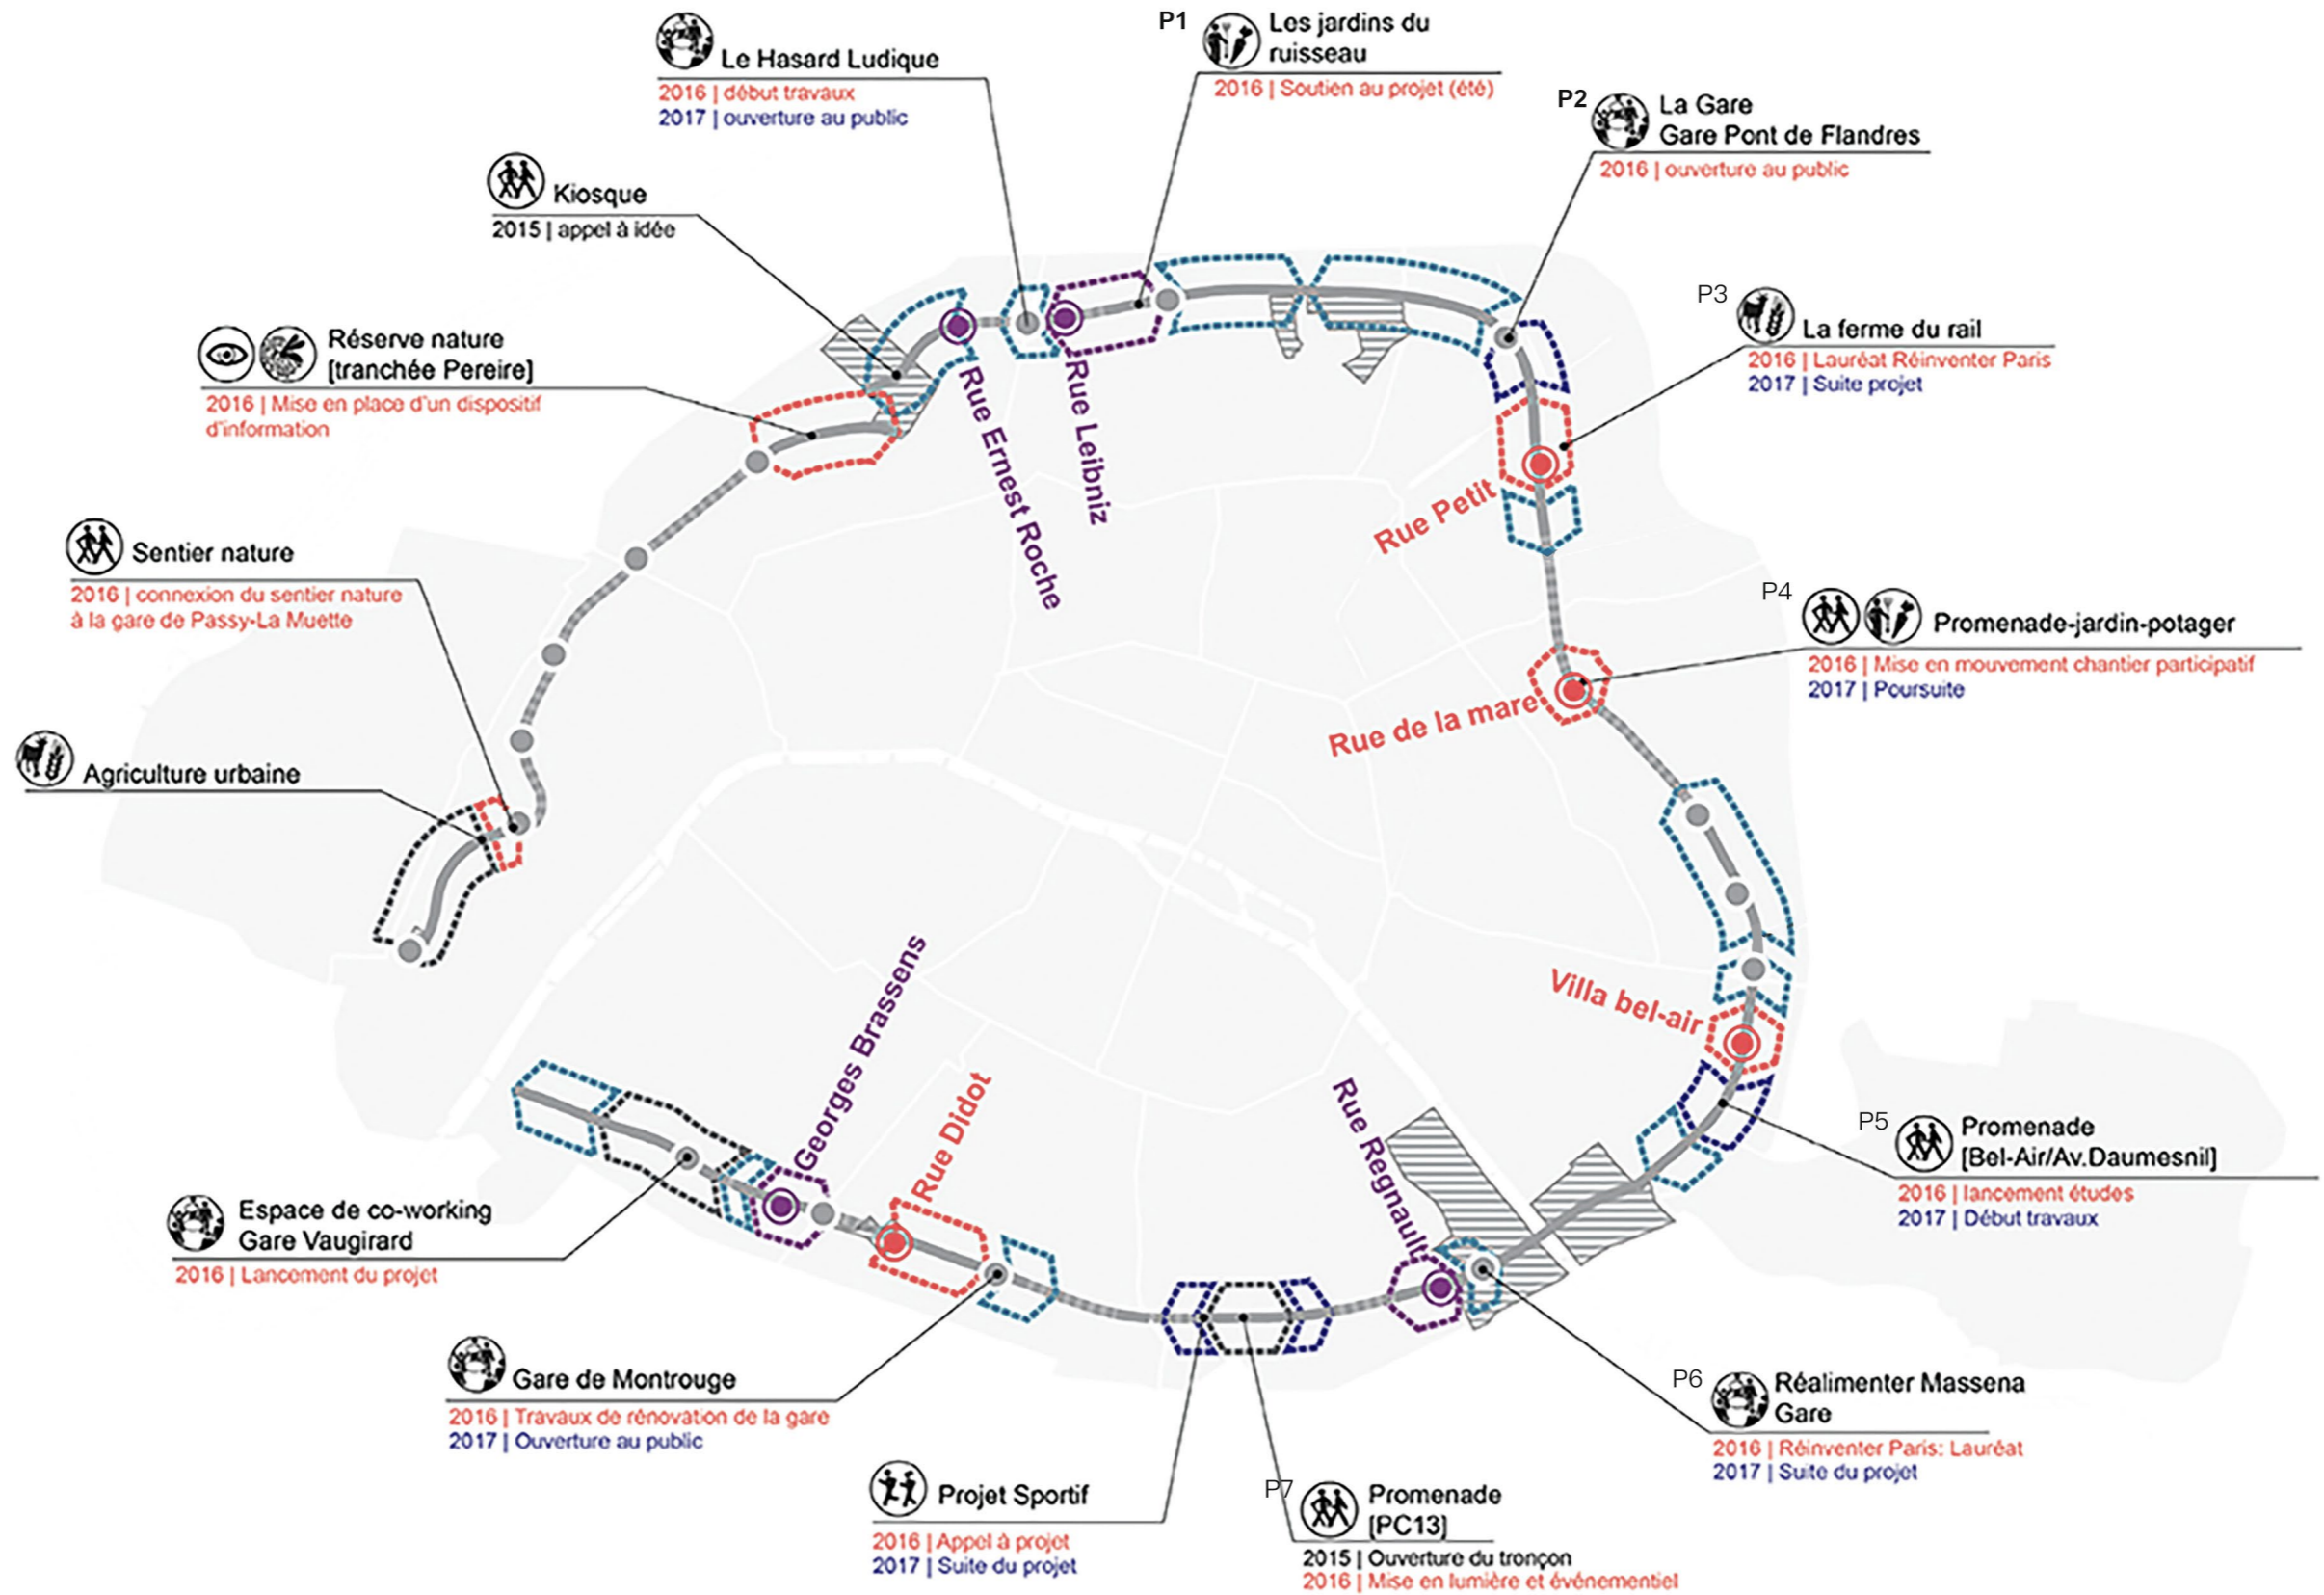 P1
Les jardins du
ruisseau
2016 | Soutien au projet (été)
Le Hasard Ludique
2016 | début travaux
2017 | ouverture au public
P2
La Gare
Gare Pont de Flandres
2016 | ouverture au public
Kiosque
2015 | appel à idée
P3
La ferme du rail
2016 | Lauréat Réinventer Paris
2017 | Suite projet
Réserve nature
[tranchée Pereire]
2016 | Mise en place d'un dispositif
d'information
Rue Ernest Roche
Rue Leibniz
Rue Petit
Sentier nature
2016 | connexion du sentier nature
à la gare de Passy-La Muette
P4
Promenade-jardin-potager
2016 | Mise en mouvement chantier participatif
2017 | Poursuite
Rue de la mare
Agriculture urbaine
Villa bel-air
Georges Brassens
Rue Didot
Rue Regnault
P5
Promenade
[Bel-Air/Av.Daumesnil]
2016 | lancement études
2017 | Début travaux
Espace de co-working
Gare Vaugirard
2016 | Lancement du projet
Gare de Montrouge
2016 | Travaux de rénovation de la gare
2017 | Ouverture au public
P6
Réalimenter Massena
Gare
2016 | Réinventer Paris: Lauréat
2017 | Suite du projet
Projet Sportif
2016 | Appel à projet
2017 | Suite du projet
P7
Promenade
[PC13]
2015 | Ouverture du tronçon
2016 | Mise en lumière et événementiel